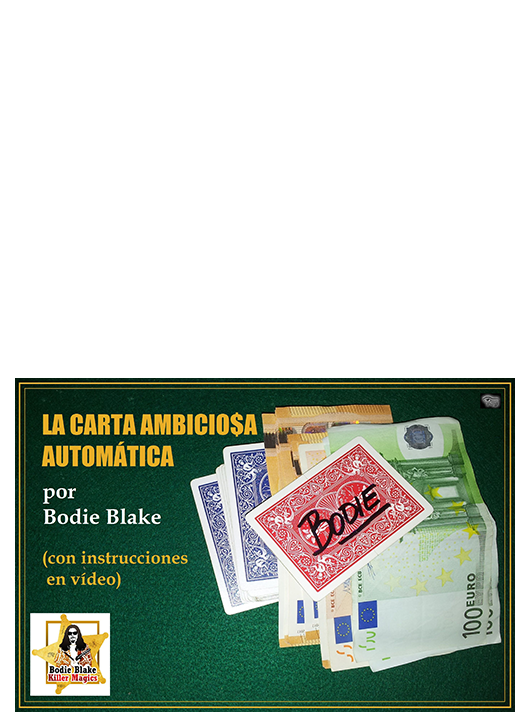 LA CARTA AMBICIO$A
AUTOMÁTICA
por
Bodie Blake
(con instrucciones
en vídeo)
BODIE
100 EURO
Bodie Blake
Killer Magics